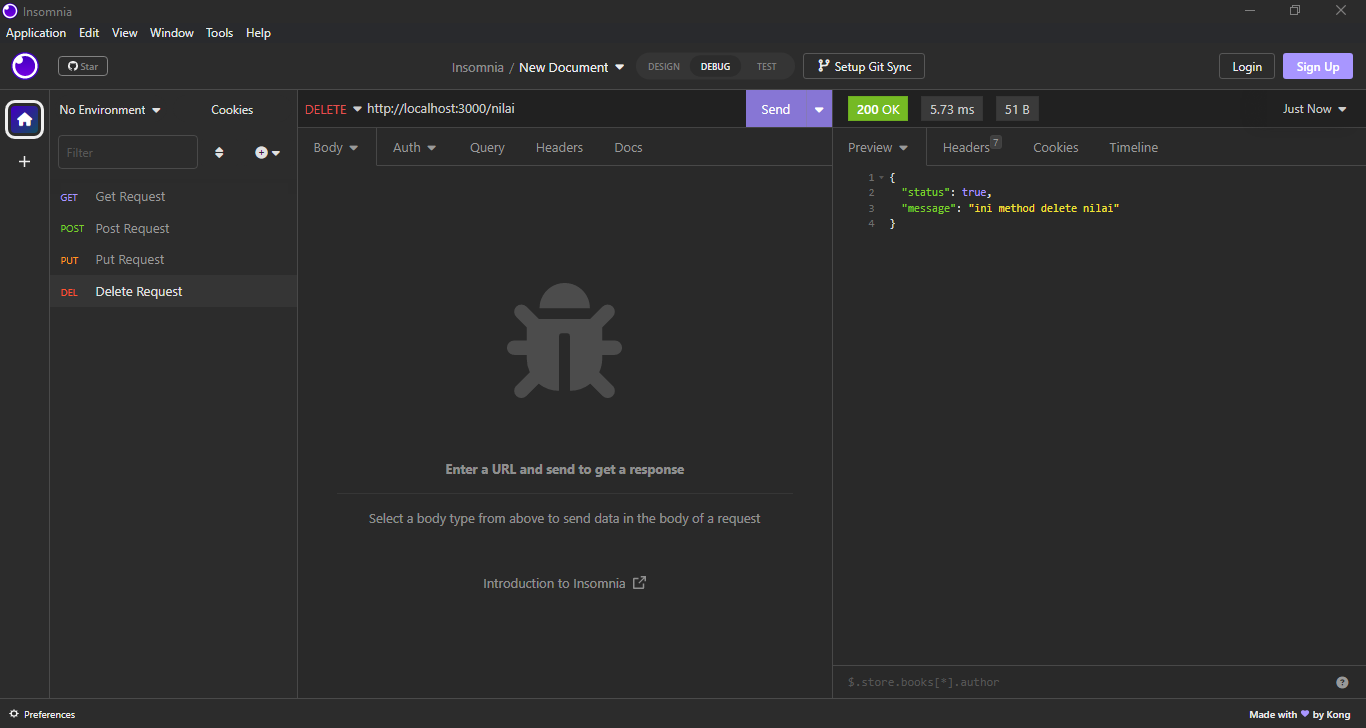 Insomnia
Application Edit View Window Tools Help
Star
Insomnia / New Document
DESIGN DEBUG TEST
Setup Git Sync
Login Sign Up
No Environment Cookies
Filter
GET Get Request
POST Post Request
PUT Put Request
DEL Delete Request
DELETE http://localhost:3000/nilai Send
Body Auth Query Headers Docs
Enter a URL and send to get a response
Select a body type from above to send data in the body of a request
Introduction to Insomnia
200 OK 5.73 ms 51 B Just Now
Preview Headers 7 Cookies Timeline
1 {
2 "status": true,
3 "message": "ini method delete nilai"
4 }
$.store.books[*].author ?
Preferences
Made with 💜 by Kong